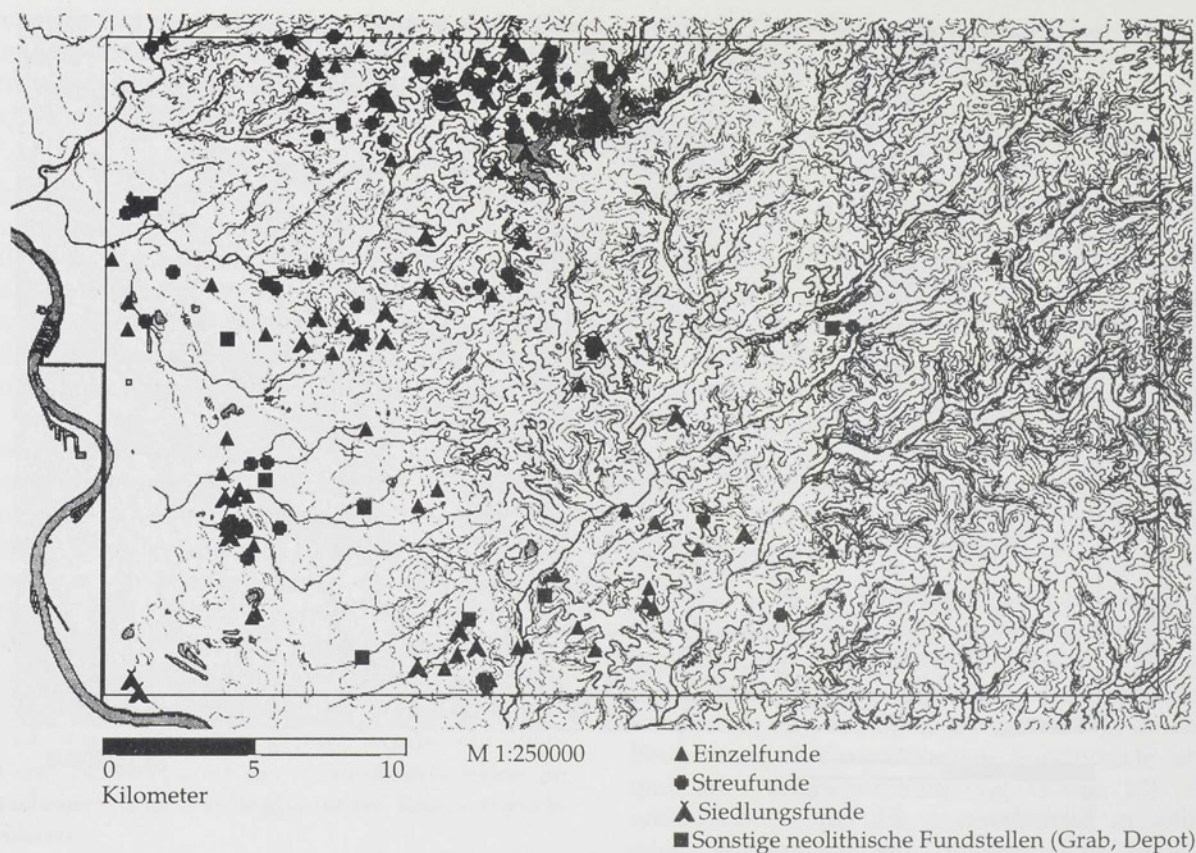 0 5 10
Kilometer
M 1:250000
Einzelfunde
Streufunde
Siedlungsfunde
Sonstige neolithische Fundstellen (Grab, Depot)